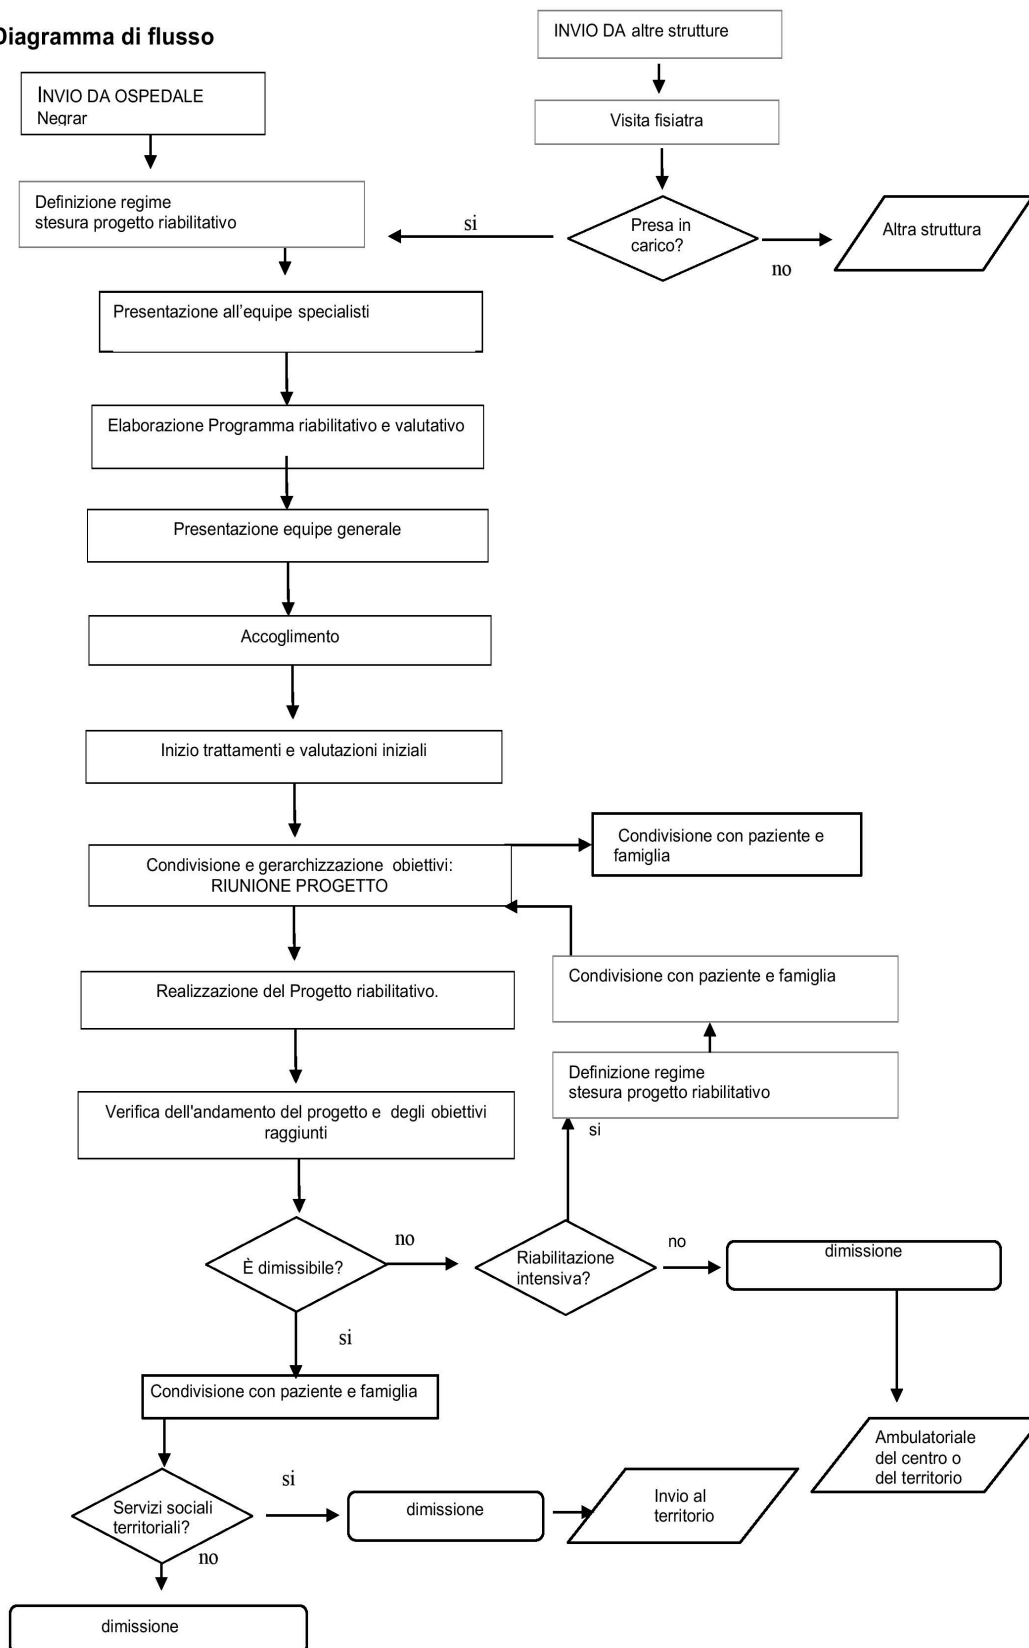 Diagramma di flusso
INVIO DA altre strutture
INVIO DA OSPEDALE
Negrar
Visita fisiatra
Definizione regime
stesura progetto riabilitativo
si
Presa in
carico?
no
Altra struttura
Presentazione all'equipe specialisti
Elaborazione Programma riabilitativo e valutativo
Presentazione equipe generale
Accoglimento
Inizio trattamenti e valutazioni iniziali
Condivisione e gerarchizzazione obiettivi:
RIUNIONE PROGETTO
Condivisione con paziente e
famiglia
Condivisione con paziente e famiglia
Realizzazione del Progetto riabilitativo.
Definizione regime
stesura progetto riabilitativo
si
Verifica dell'andamento del progetto e degli obiettivi
raggiunti
È dimissibile?
no
Riabilitazione
intensiva?
no
dimissione
si
Condivisione con paziente e famiglia
Ambulatoriale
del centro o
del territorio
Servizi sociali
territoriali?
si
dimissione
Invio al
territorio
no
dimissione